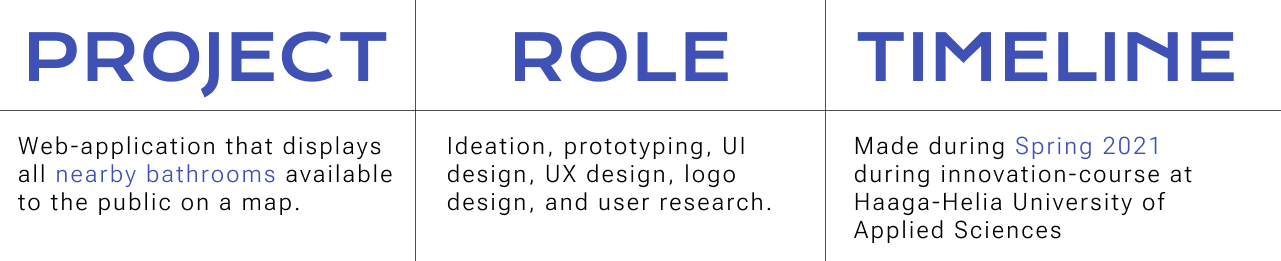 PROJECT
Web-application that displays
all nearby bathrooms available
to the public on a map.
ROLE
Ideation, prototyping, UI
design, UX design, logo
design, and user research.
TIMELINE
Made during Spring 2021
during innovation-course at
Haaga-Helia University of
Applied Sciences